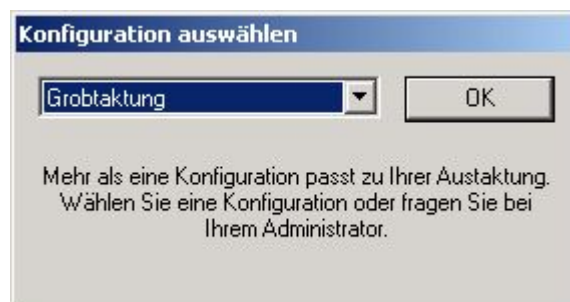 Konfiguration auswählen
Grobtaktung
OK
Mehr als eine Konfiguration passt zu Ihrer Austaktung.
Wählen Sie eine Konfiguration oder fragen Sie bei
Ihrem Administrator.